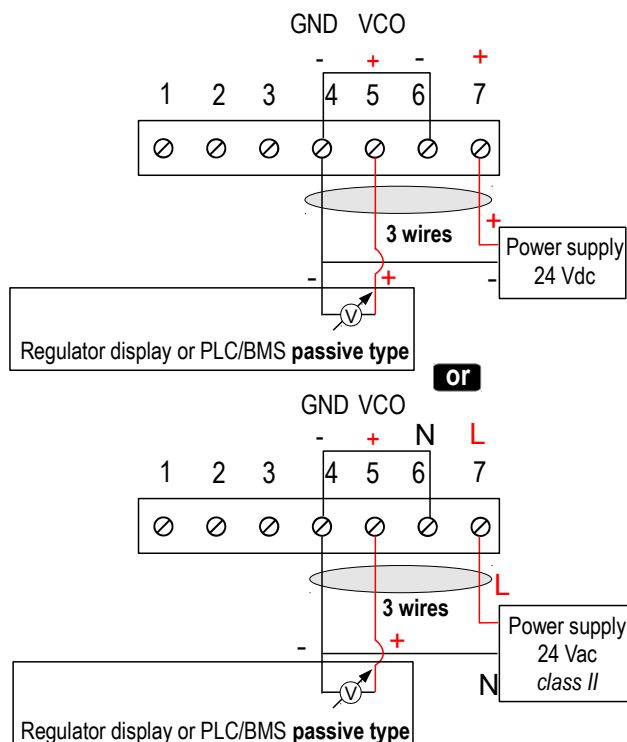 GND VCO
- + - +
1 2 3 4 5 6 7
+
3 wires
Power supply
24 Vdc
- + -
V
Regulator display or PLC/BMS passive type
or
GND VCO
- + N L
1 2 3 4 5 6 7
L
3 wires
Power supply
24 Vac
class II
- +
N
V
Regulator display or PLC/BMS passive type